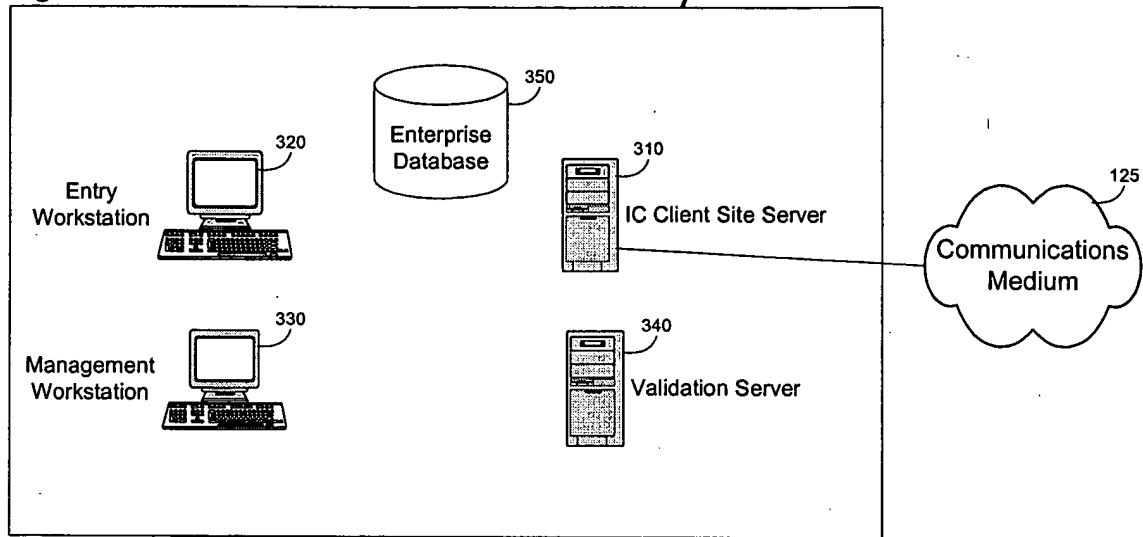 350
Enterprise
Database
320
Entry
Workstation
310
IC Client Site Server
125
Communications
Medium
330
Management
Workstation
340
Validation Server